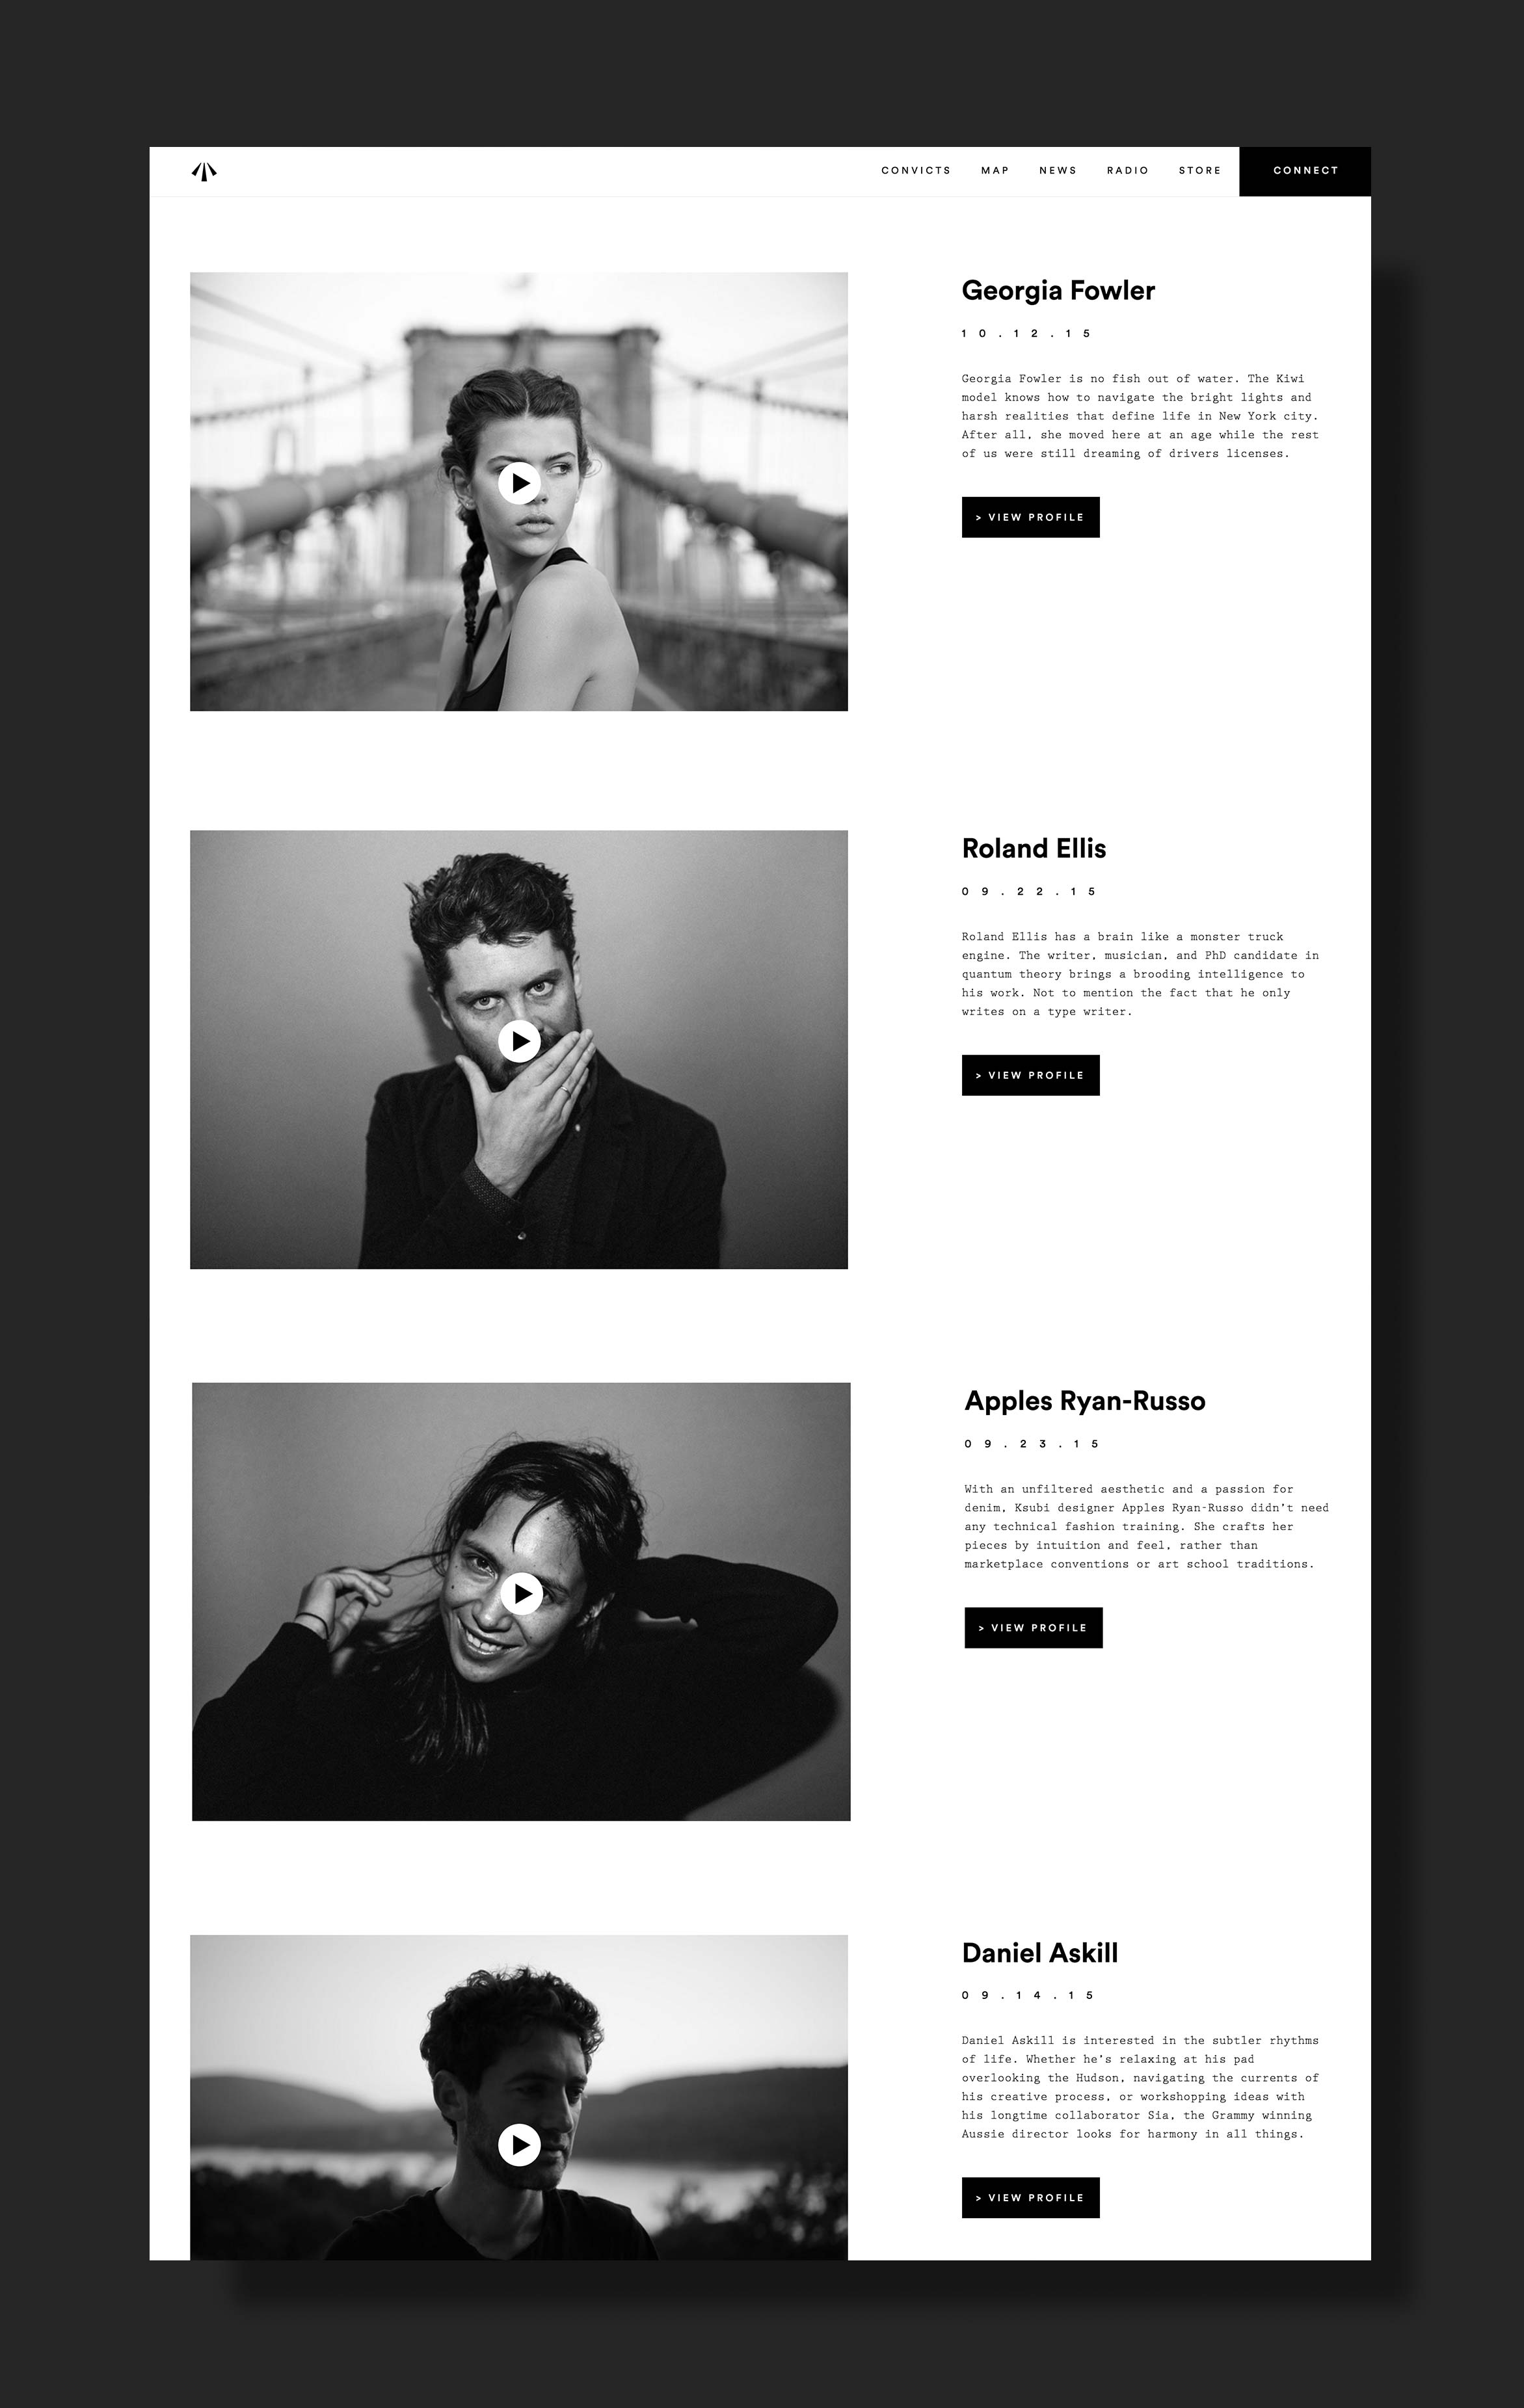 CONVICTS MAP NEWS RADIO STORE CONNECT
Georgia Fowler
10.12.15
Georgia Fowler is no fish out of water. The Kiwi
model knows how to navigate the bright lights and
harsh realities that define life in New York city.
After all, she moved here at an age while the rest
of us were still dreaming of drivers licenses.
> VIEW PROFILE
Roland Ellis
09.22.15
Roland Ellis has a brain like a monster truck
engine. The writer, musician, and PhD candidate in
quantum theory brings a brooding intelligence to
his work. Not to mention the fact that he only
writes on a type writer.
> VIEW PROFILE
Apples Ryan-Russo
09.23.15
With an unfiltered aesthetic and a passion for
denim, Ksubi designer Apples Ryan-Russo didn't need
any technical fashion training. She crafts her
pieces by intuition and feel, rather than
marketplace conventions or art school traditions.
> VIEW PROFILE
Daniel Askill
09.14.15
Daniel Askill is interested in the subtler rhythms
of life. Whether he's relaxing at his pad
overlooking the Hudson, navigating the currents of
his creative process, or workshopping ideas with
his longtime collaborator Sia, the Grammy winning
Aussie director looks for harmony in all things.
> VIEW PROFILE